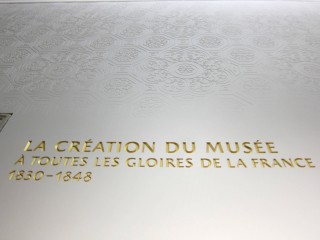 LA CRÉATION DU MUSÉE
À TOUTES LES GLOIRES DE LA FRANCE
1830-1848